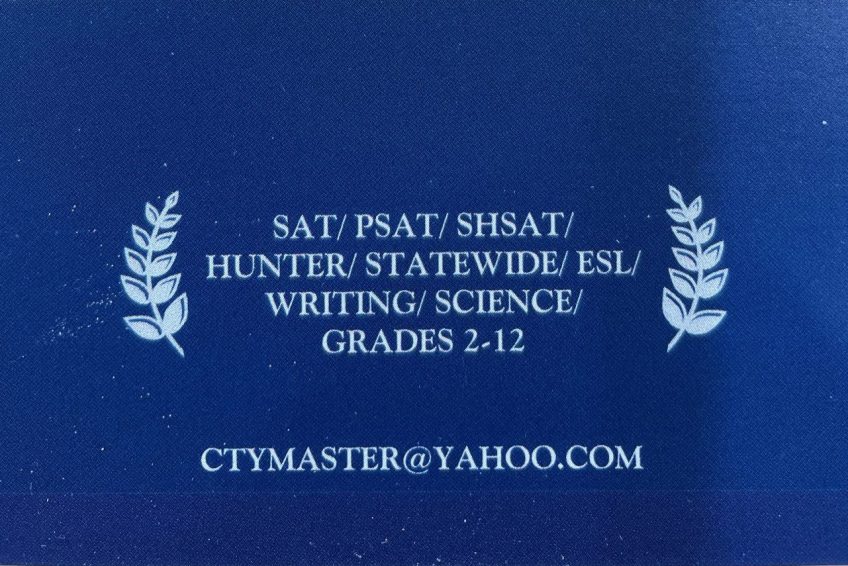 SAT/ PSAT/ SHSAT/
HUNTER/ STATEWIDE/ ESL/
WRITING/ SCIENCE/
GRADES 2-12
CTYMASTER@YAHOO.COM